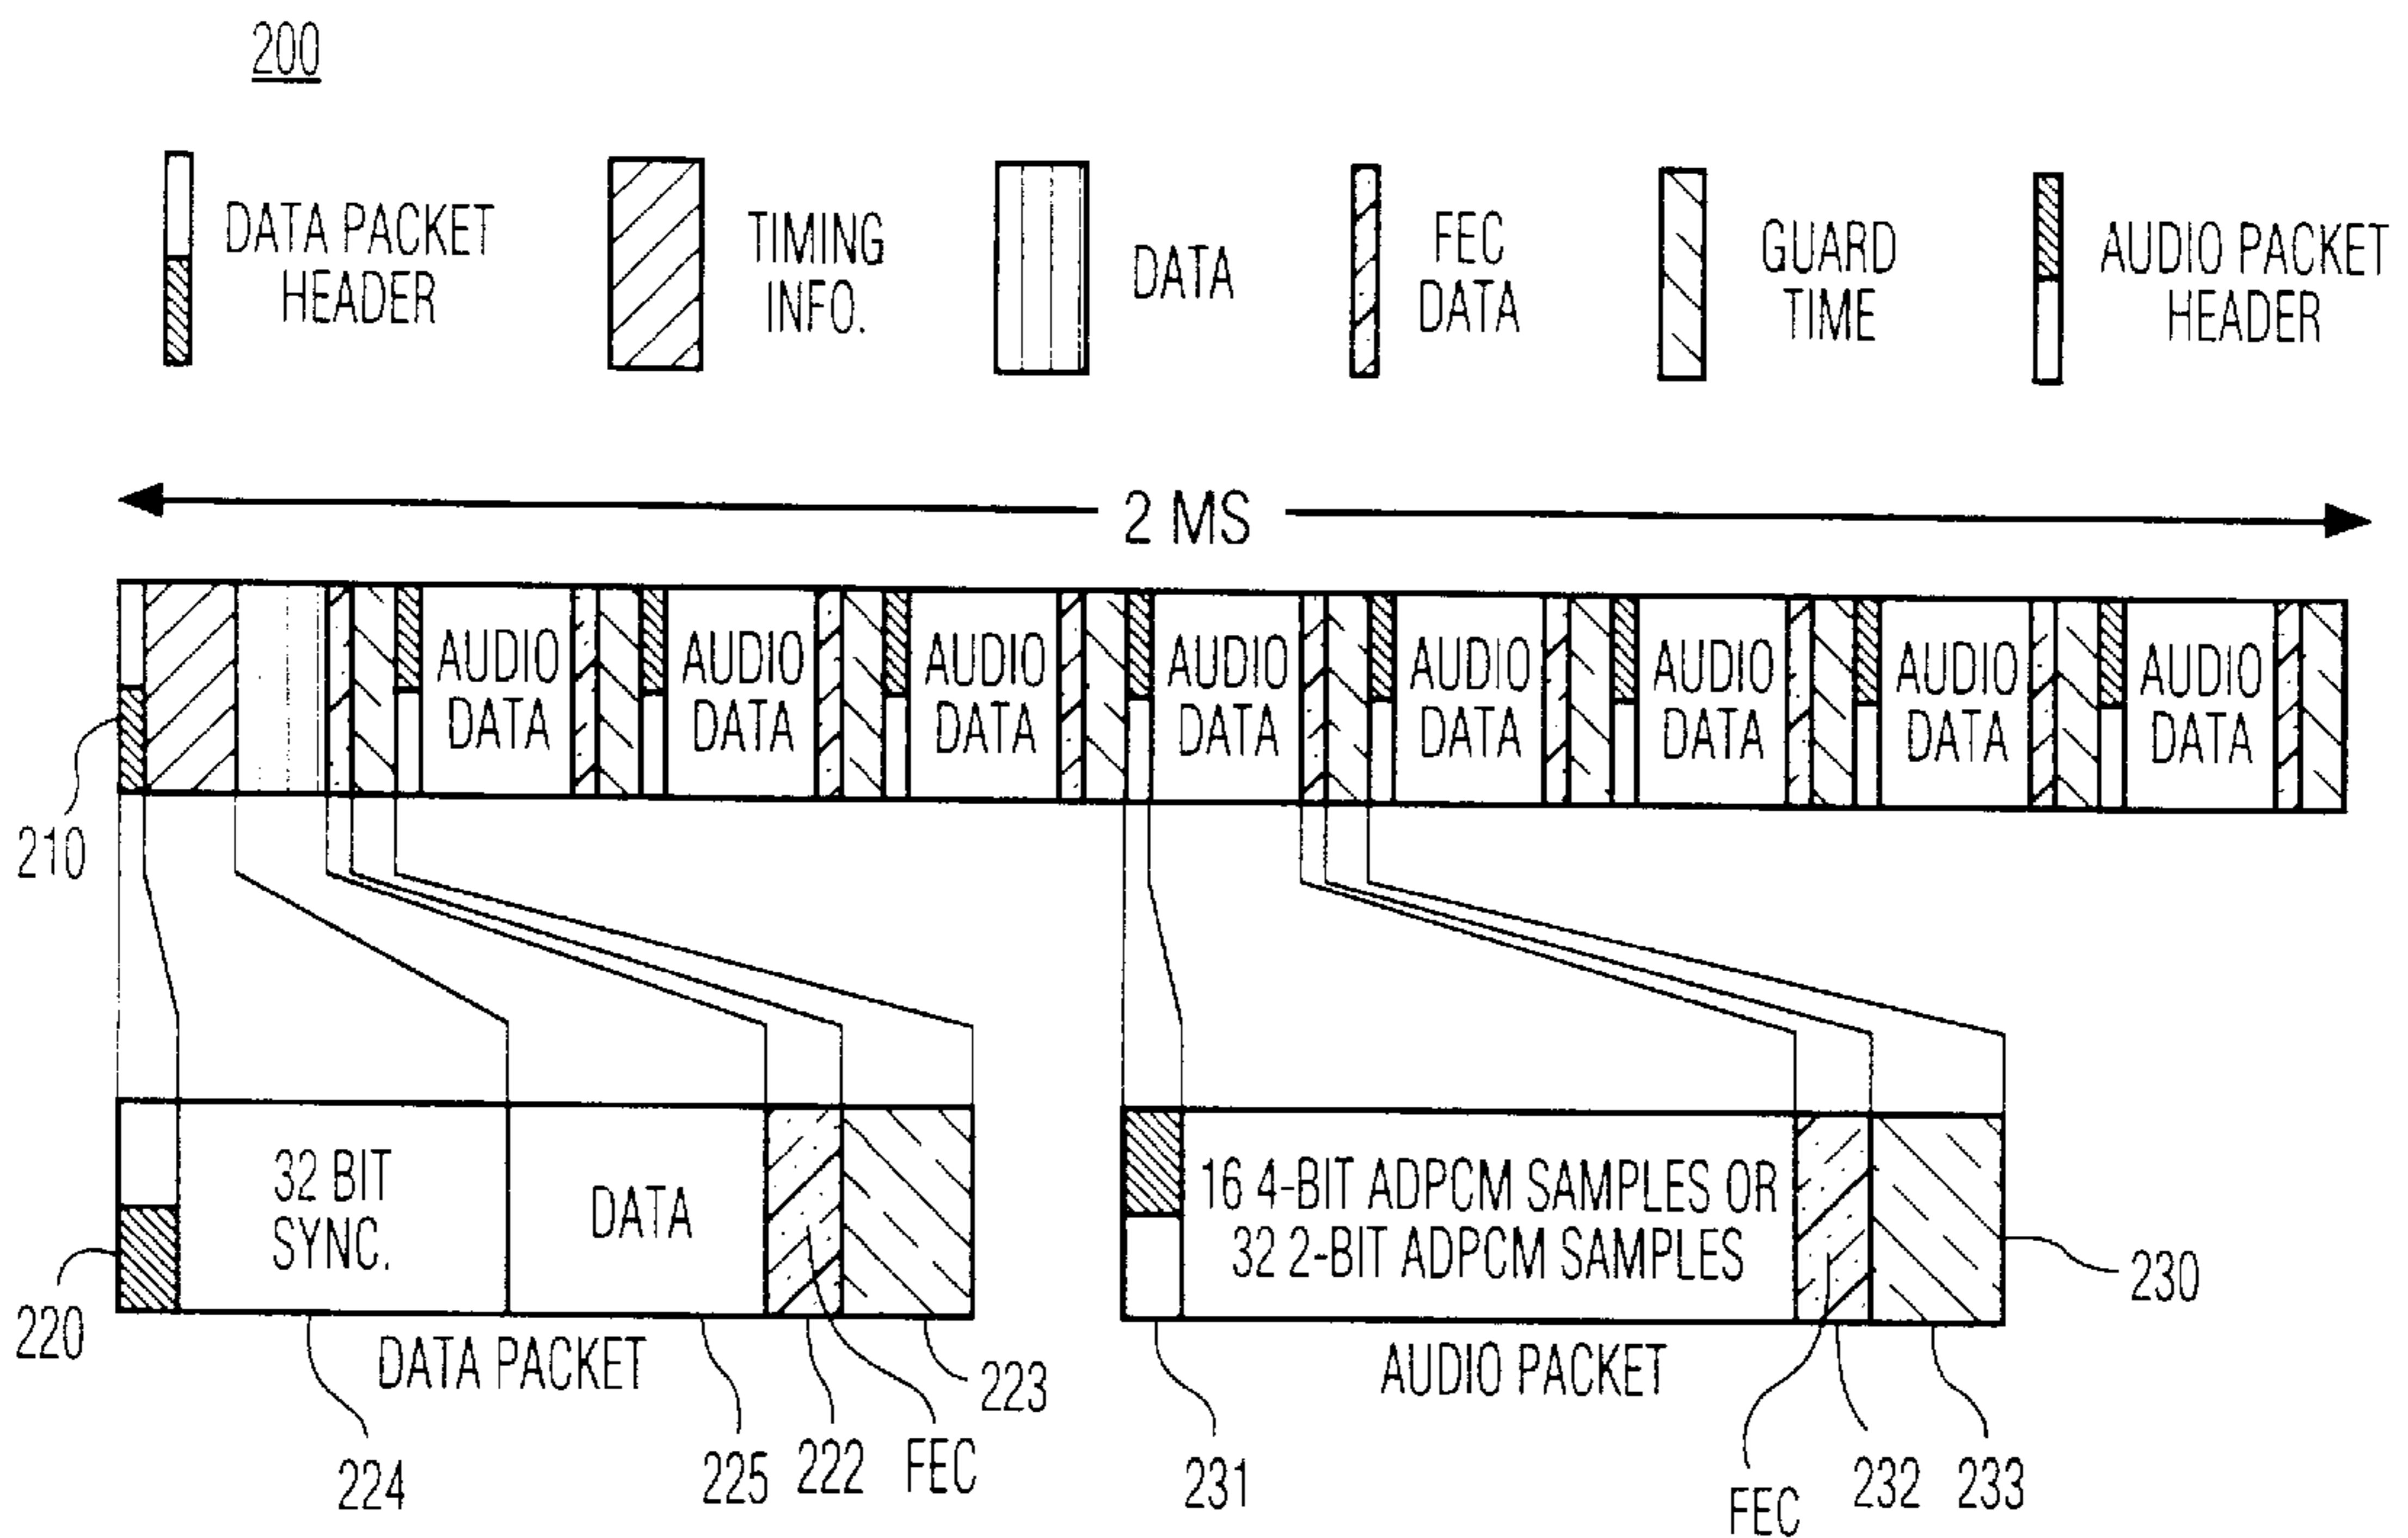 200
DATA PACKET
HEADER
TIMING
INFO.
DATA
FEC
DATA
GUARD
TIME
AUDIO PACKET
HEADER
2 MS
AUDIO
DATA
AUDIO
DATA
AUDIO
DATA
AUDIO
DATA
AUDIO
DATA
AUDIO
DATA
AUDIO
DATA
AUDIO
DATA
210
32 BIT
SYNC.
DATA
16 4-BIT ADPCM SAMPLES OR
32 2-BIT ADPCM SAMPLES
220
230
DATA PACKET
223
AUDIO PACKET
224
225
222
FEC
231
FEC
232
233